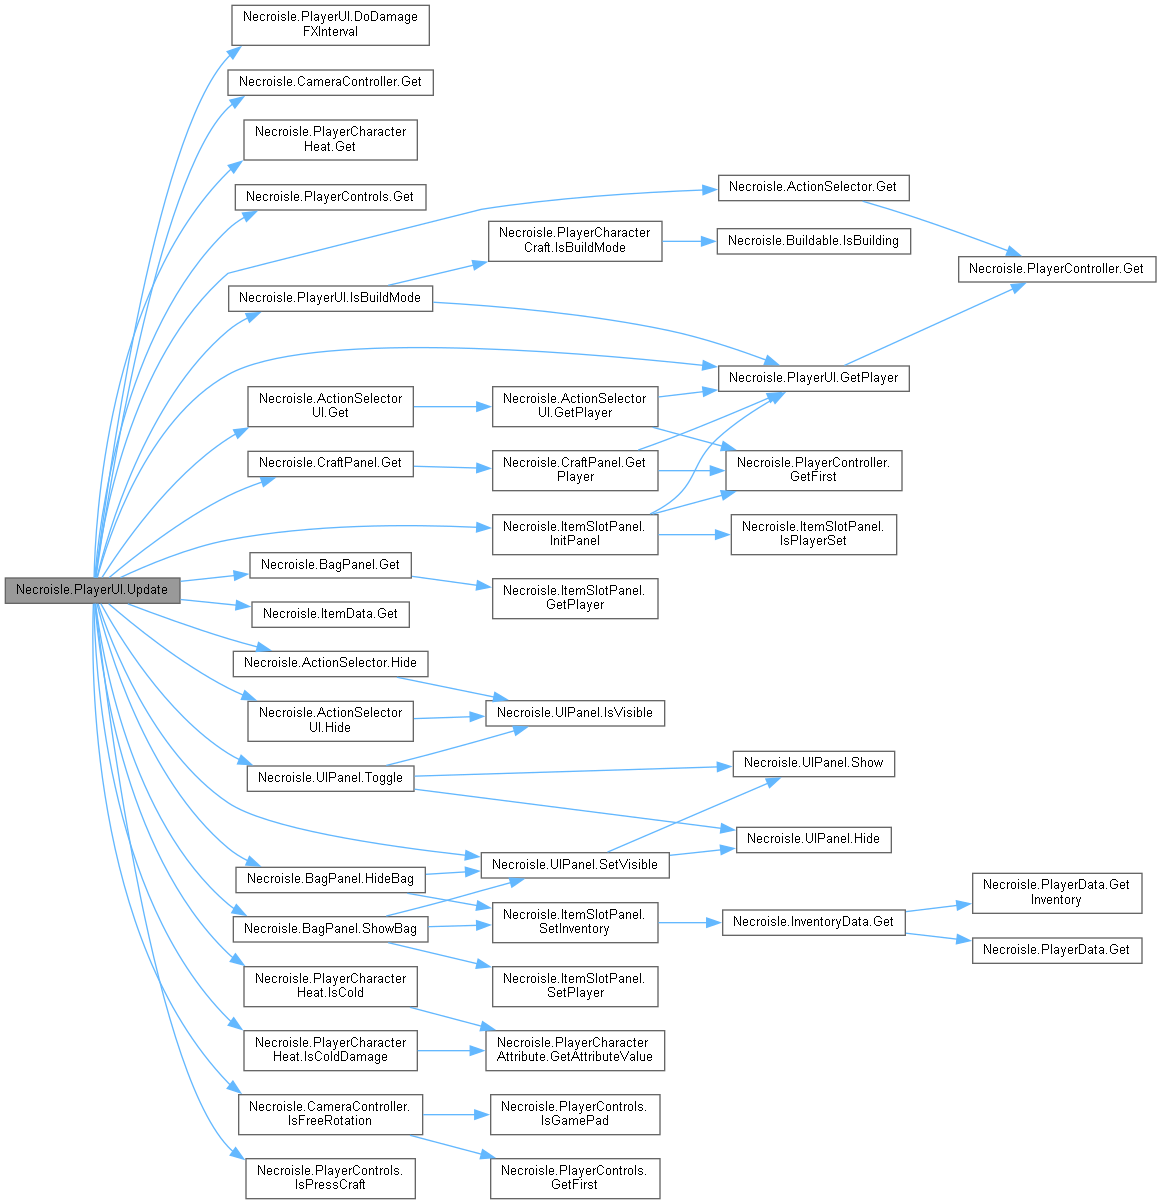 Necroisle.PlayerUI.Update
Necroisle.PlayerUI.DoDamage
FXInterval
Necroisle.CameraController.Get
Necroisle.PlayerCharacter
Heat.Get
Necroisle.PlayerControls.Get
Necroisle.PlayerUI.IsBuildMode
Necroisle.ActionSelector
UI.Get
Necroisle.CraftPanel.Get
Necroisle.BagPanel.Get
Necroisle.ItemData.Get
Necroisle.ActionSelector.Hide
Necroisle.ActionSelector
UI.Hide
Necroisle.UIPanel.Toggle
Necroisle.BagPanel.HideBag
Necroisle.BagPanel.ShowBag
Necroisle.PlayerCharacter
Heat.IsCold
Necroisle.PlayerCharacter
Heat.IsColdDamage
Necroisle.CameraController.
IsFreeRotation
Necroisle.PlayerControls.
IsPressCraft
Necroisle.PlayerCharacter
Craft.IsBuildMode
Necroisle.ActionSelector
UI.GetPlayer
Necroisle.CraftPanel.Get
Player
Necroisle.ItemSlotPanel.
InitPanel
Necroisle.ItemSlotPanel.
GetPlayer
Necroisle.UIPanel.IsVisible
Necroisle.UIPanel.SetVisible
Necroisle.ItemSlotPanel.
SetInventory
Necroisle.ItemSlotPanel.
SetPlayer
Necroisle.PlayerCharacter
Attribute.GetAttributeValue
Necroisle.PlayerControls.
IsGamePad
Necroisle.PlayerControls.
GetFirst
Necroisle.ActionSelector.Get
Necroisle.Buildable.IsBuilding
Necroisle.PlayerUI.GetPlayer
Necroisle.PlayerController.
GetFirst
Necroisle.ItemSlotPanel.
IsPlayerSet
Necroisle.UIPanel.Show
Necroisle.UIPanel.Hide
Necroisle.InventoryData.Get
Necroisle.PlayerController.Get
Necroisle.PlayerData.Get
Inventory
Necroisle.PlayerData.Get